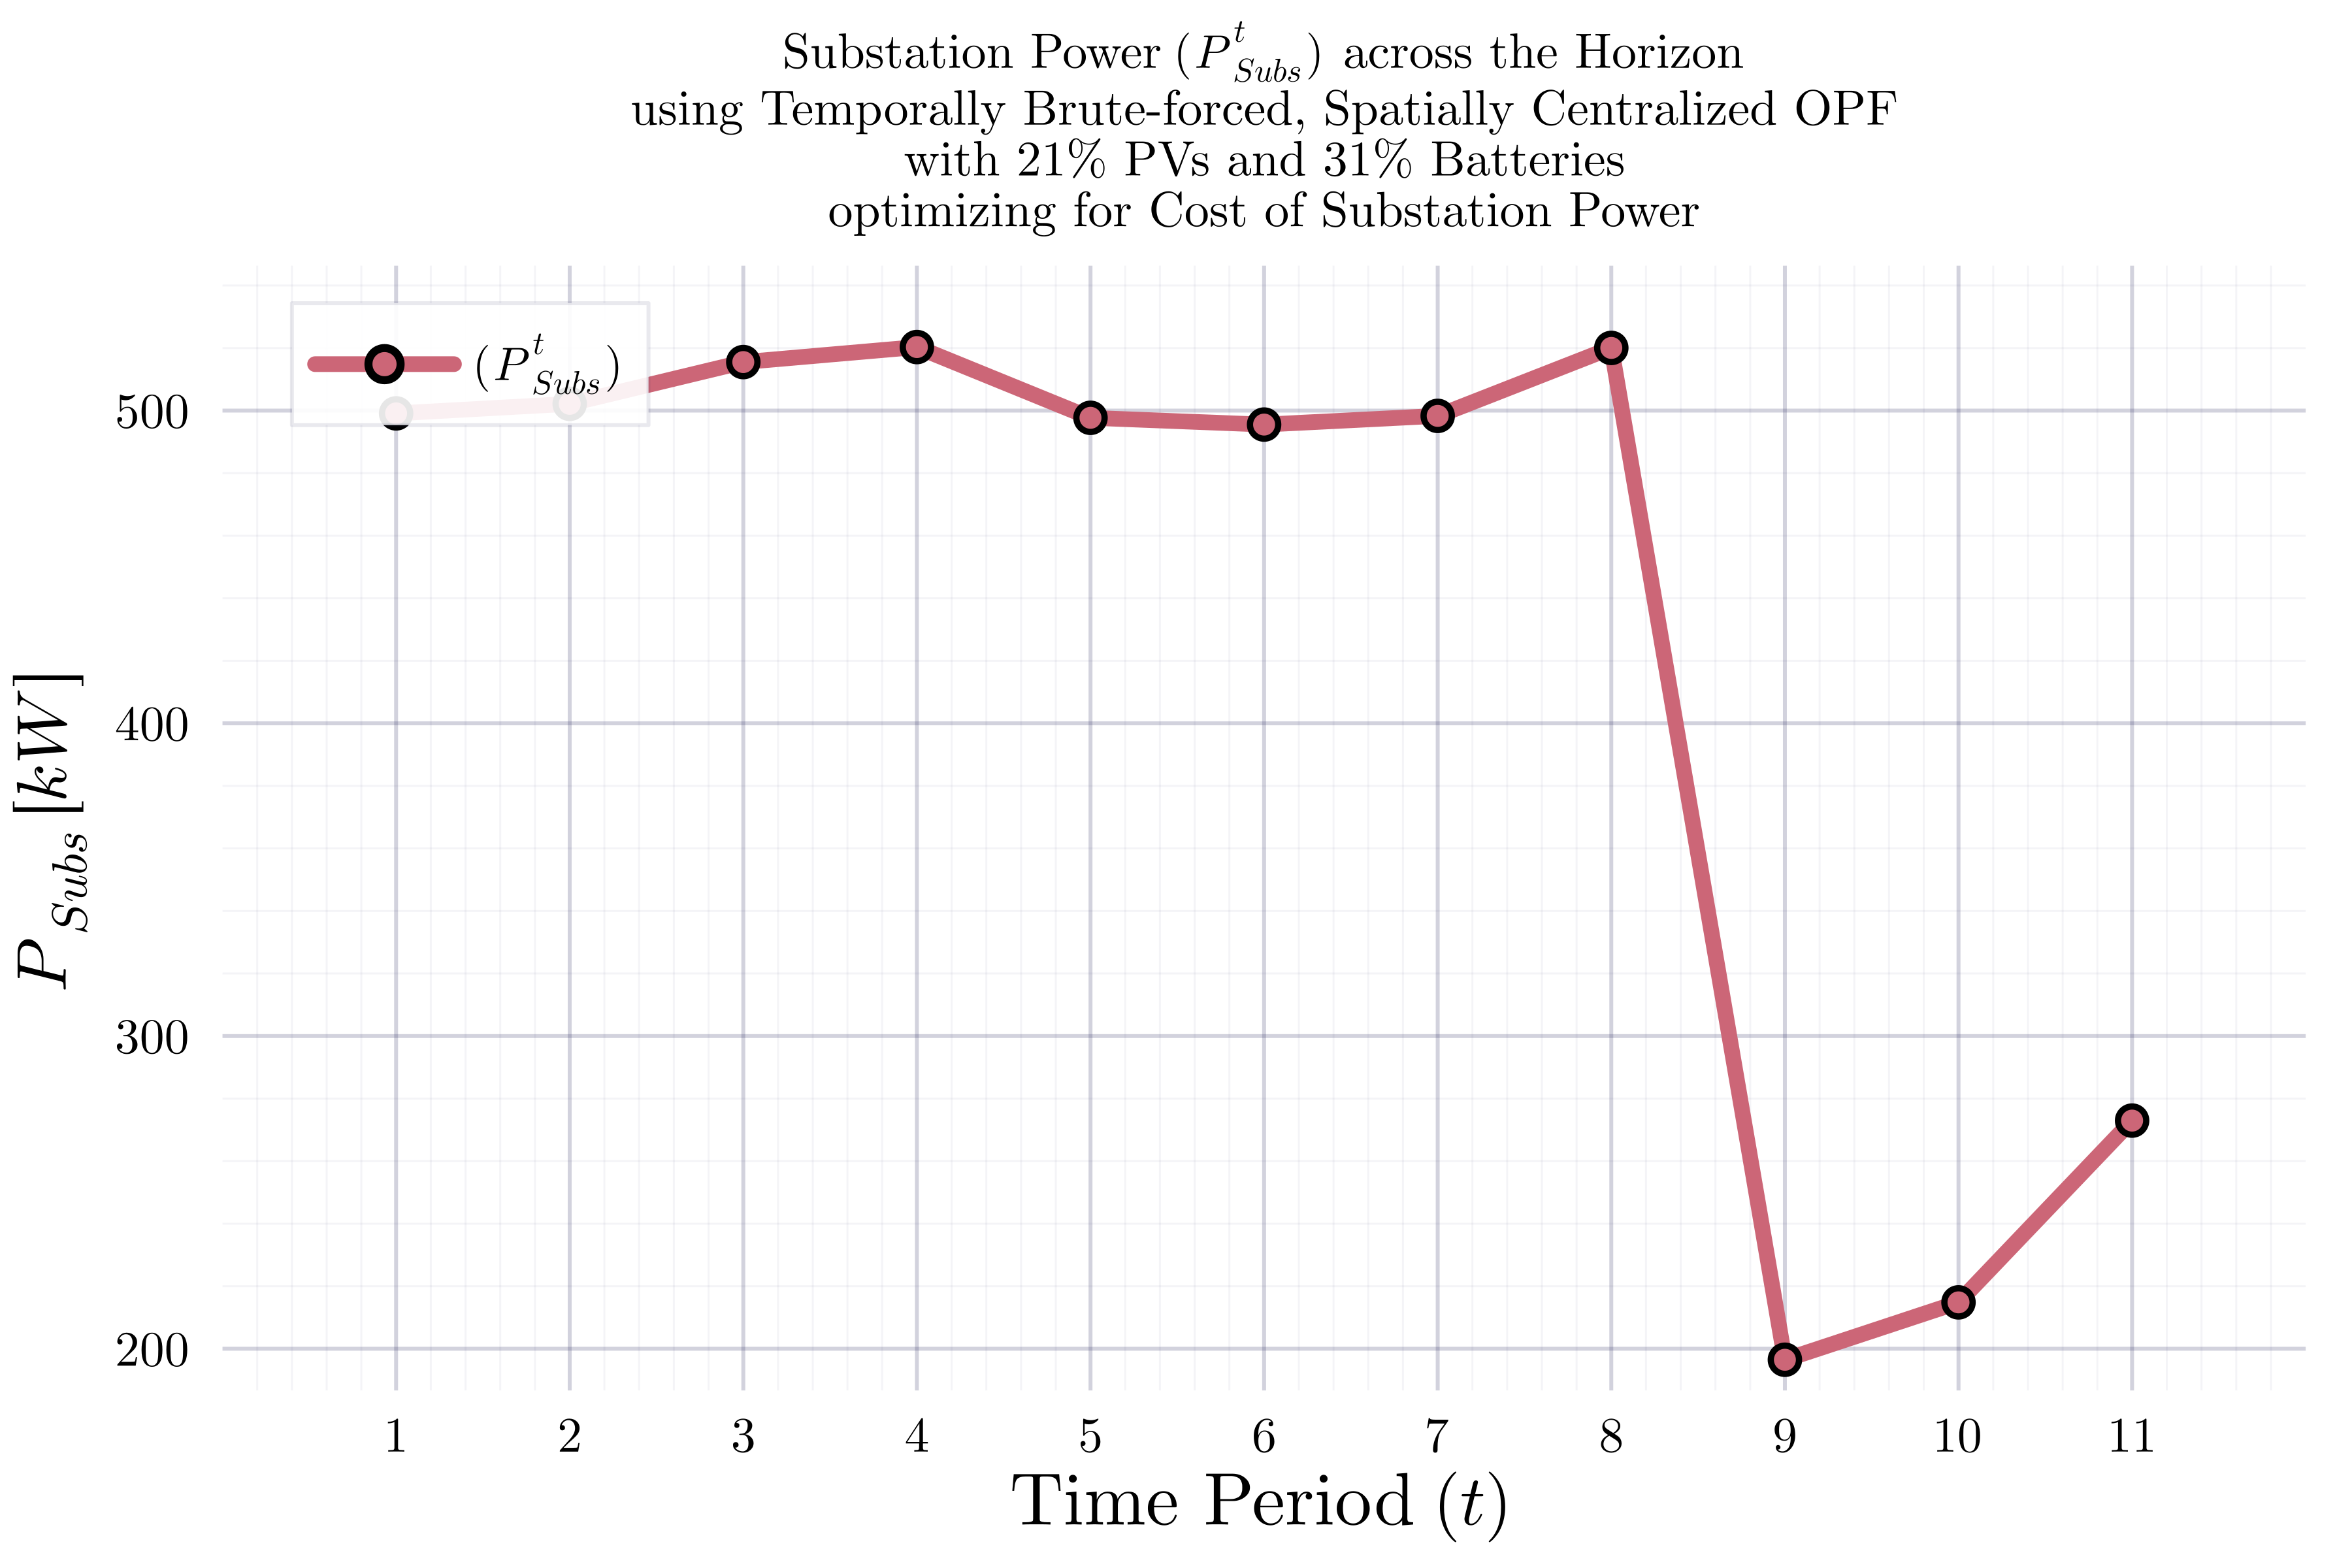 Substation Power (P^t_Subs) across the Horizon
using Temporally Brute-forced, Spatially Centralized OPF
with 21% PVs and 31% Batteries
optimizing for Cost of Substation Power
(P^t_Subs)
500
400
300
200
P_Subs [kW]
1 2 3 4 5 6 7 8 9 10 11
Time Period (t)